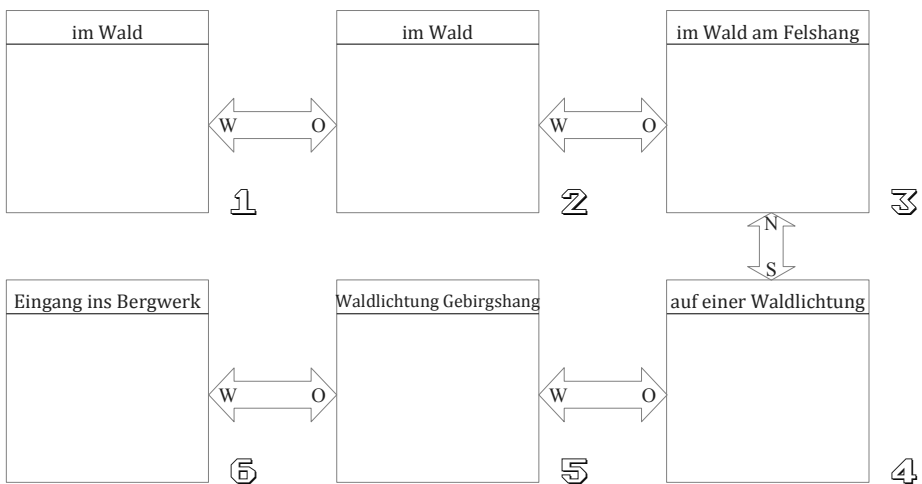 im Wald
im Wald
im Wald am Felshang
W O
W O
1
2
3
N
S
Eingang ins Bergwerk
Waldlichtung Gebirgshang
auf einer Waldlichtung
W O
W O
6
5
4